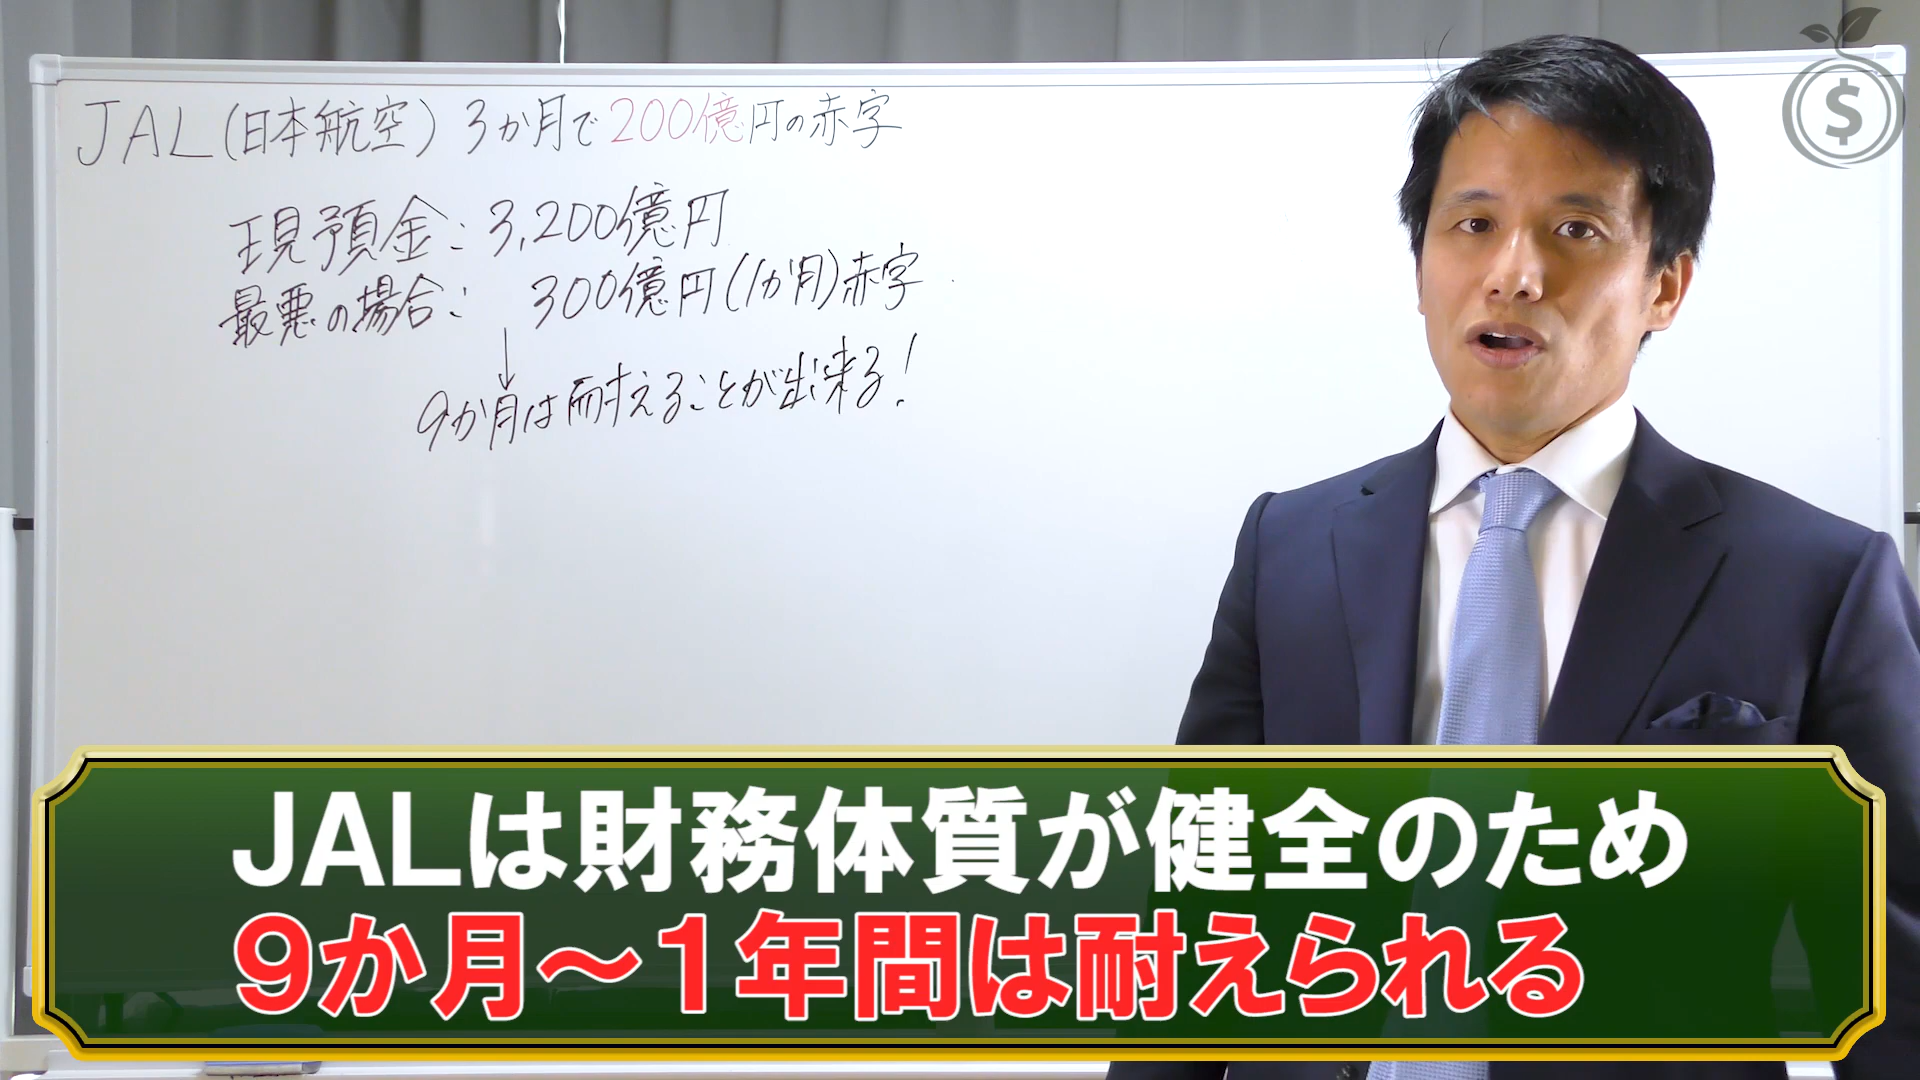 JAL(日本航空) 3か月で200億円の赤字
現預金: 3,200億円
最悪の場合: 300億円(1か月)赤字
↓
9か月は耐えることが出来る!
$
JALは財務体質が健全のため
9か月～1年間は耐えられる